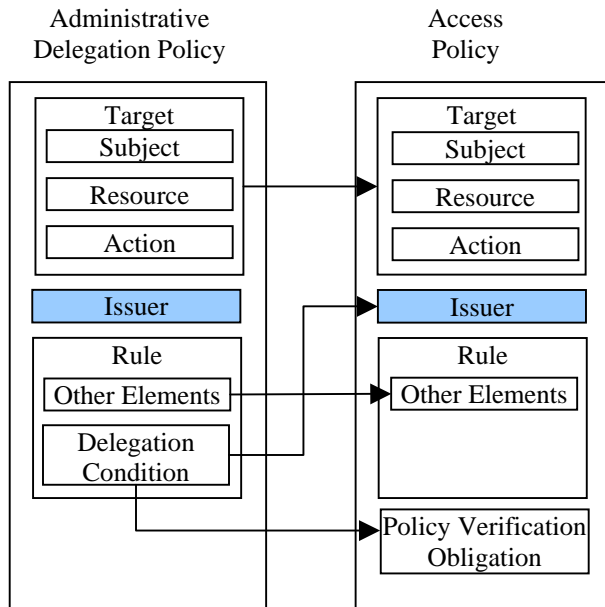 Administrative
Delegation Policy
Target
Subject
Resource
Action
Issuer
Rule
Other Elements
Delegation
Condition
Access
Policy
Target
Subject
Resource
Action
Issuer
Rule
Other Elements
Policy Verification
Obligation